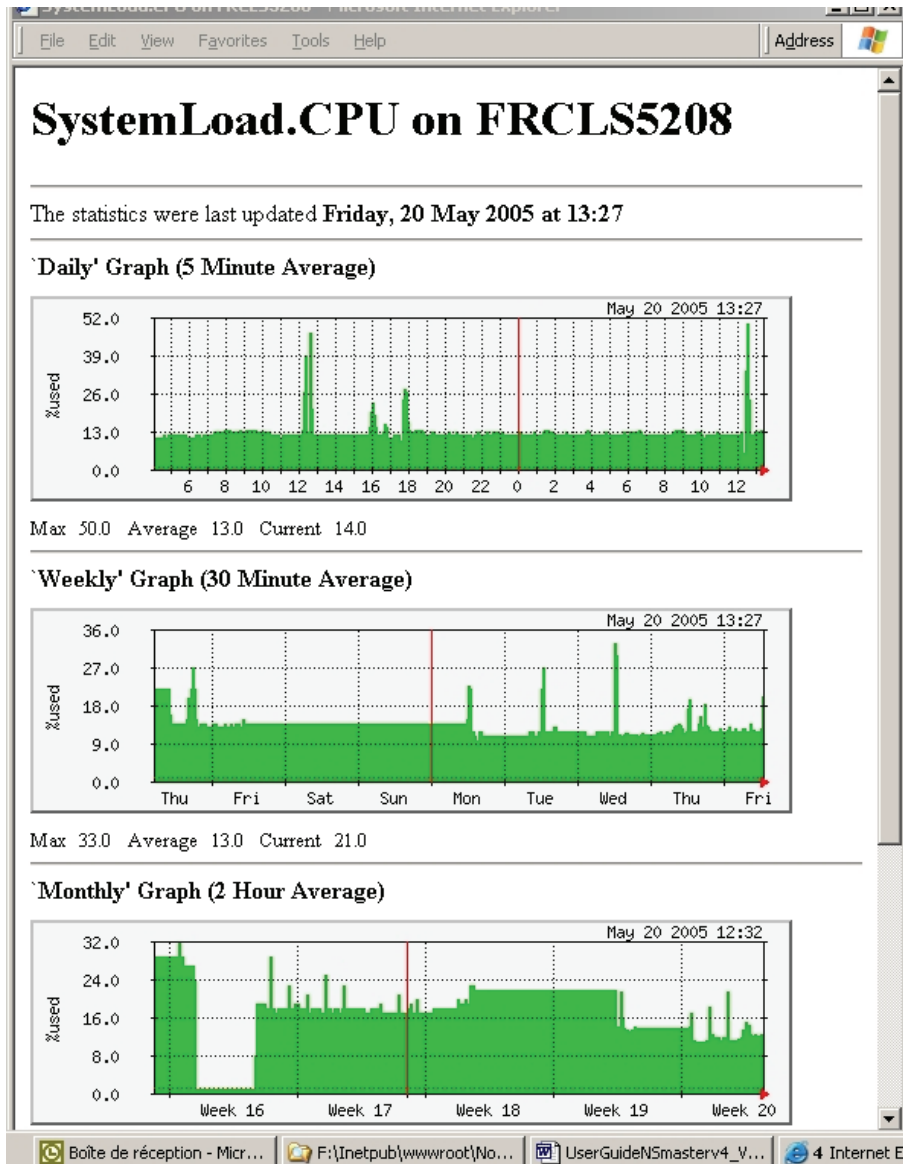 SystemLoad.CPU on FRCLS5208 - Microsoft Internet Explorer
File Edit View Favorites Tools Help Address
SystemLoad.CPU on FRCLS5208
The statistics were last updated Friday, 20 May 2005 at 13:27
`Daily' Graph (5 Minute Average)
May 20 2005 13:27
52.0
39.0
26.0
13.0
0.0
%used
6 8 10 12 14 16 18 20 22 0 2 4 6 8 10 12
Max 50.0 Average 13.0 Current 14.0
`Weekly' Graph (30 Minute Average)
May 20 2005 13:27
36.0
27.0
18.0
9.0
0.0
%used
Thu Fri Sat Sun Mon Tue Wed Thu Fri
Max 33.0 Average 13.0 Current 21.0
`Monthly' Graph (2 Hour Average)
May 20 2005 12:32
32.0
24.0
16.0
8.0
0.0
%used
Week 16 Week 17 Week 18 Week 19 Week 20
Boîte de réception - Micr... F:\Inetpub\wwwroot\No... UserGuideNSmasterv4_V... 4 Internet E